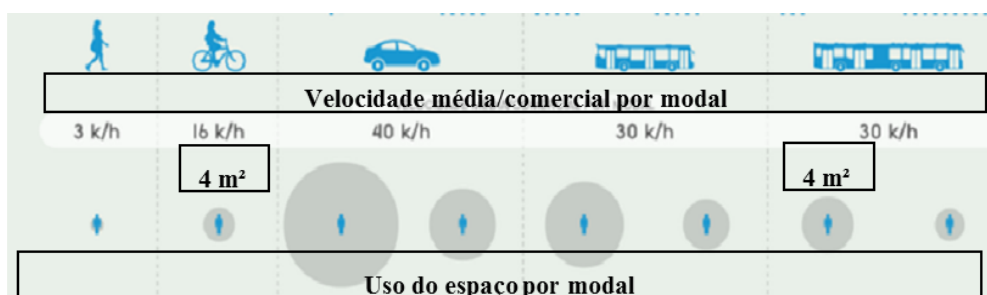 Velocidade média/comercial por modal
3 k/h 16 k/h 40 k/h 30 k/h 30 k/h
4 m² 4 m²
Uso do espaço por modal